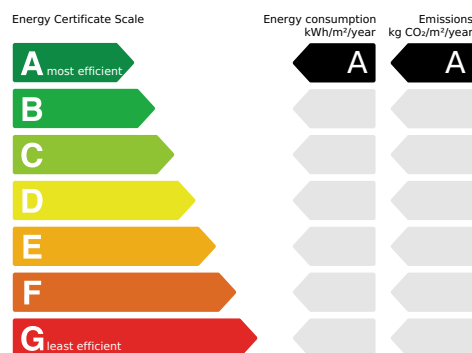 Energy Certificate Scale
Energy consumption
kWh/m²/year
Emissions
kg CO₂/m²/year
A most efficient
A
A
B
C
D
E
F
G least efficient